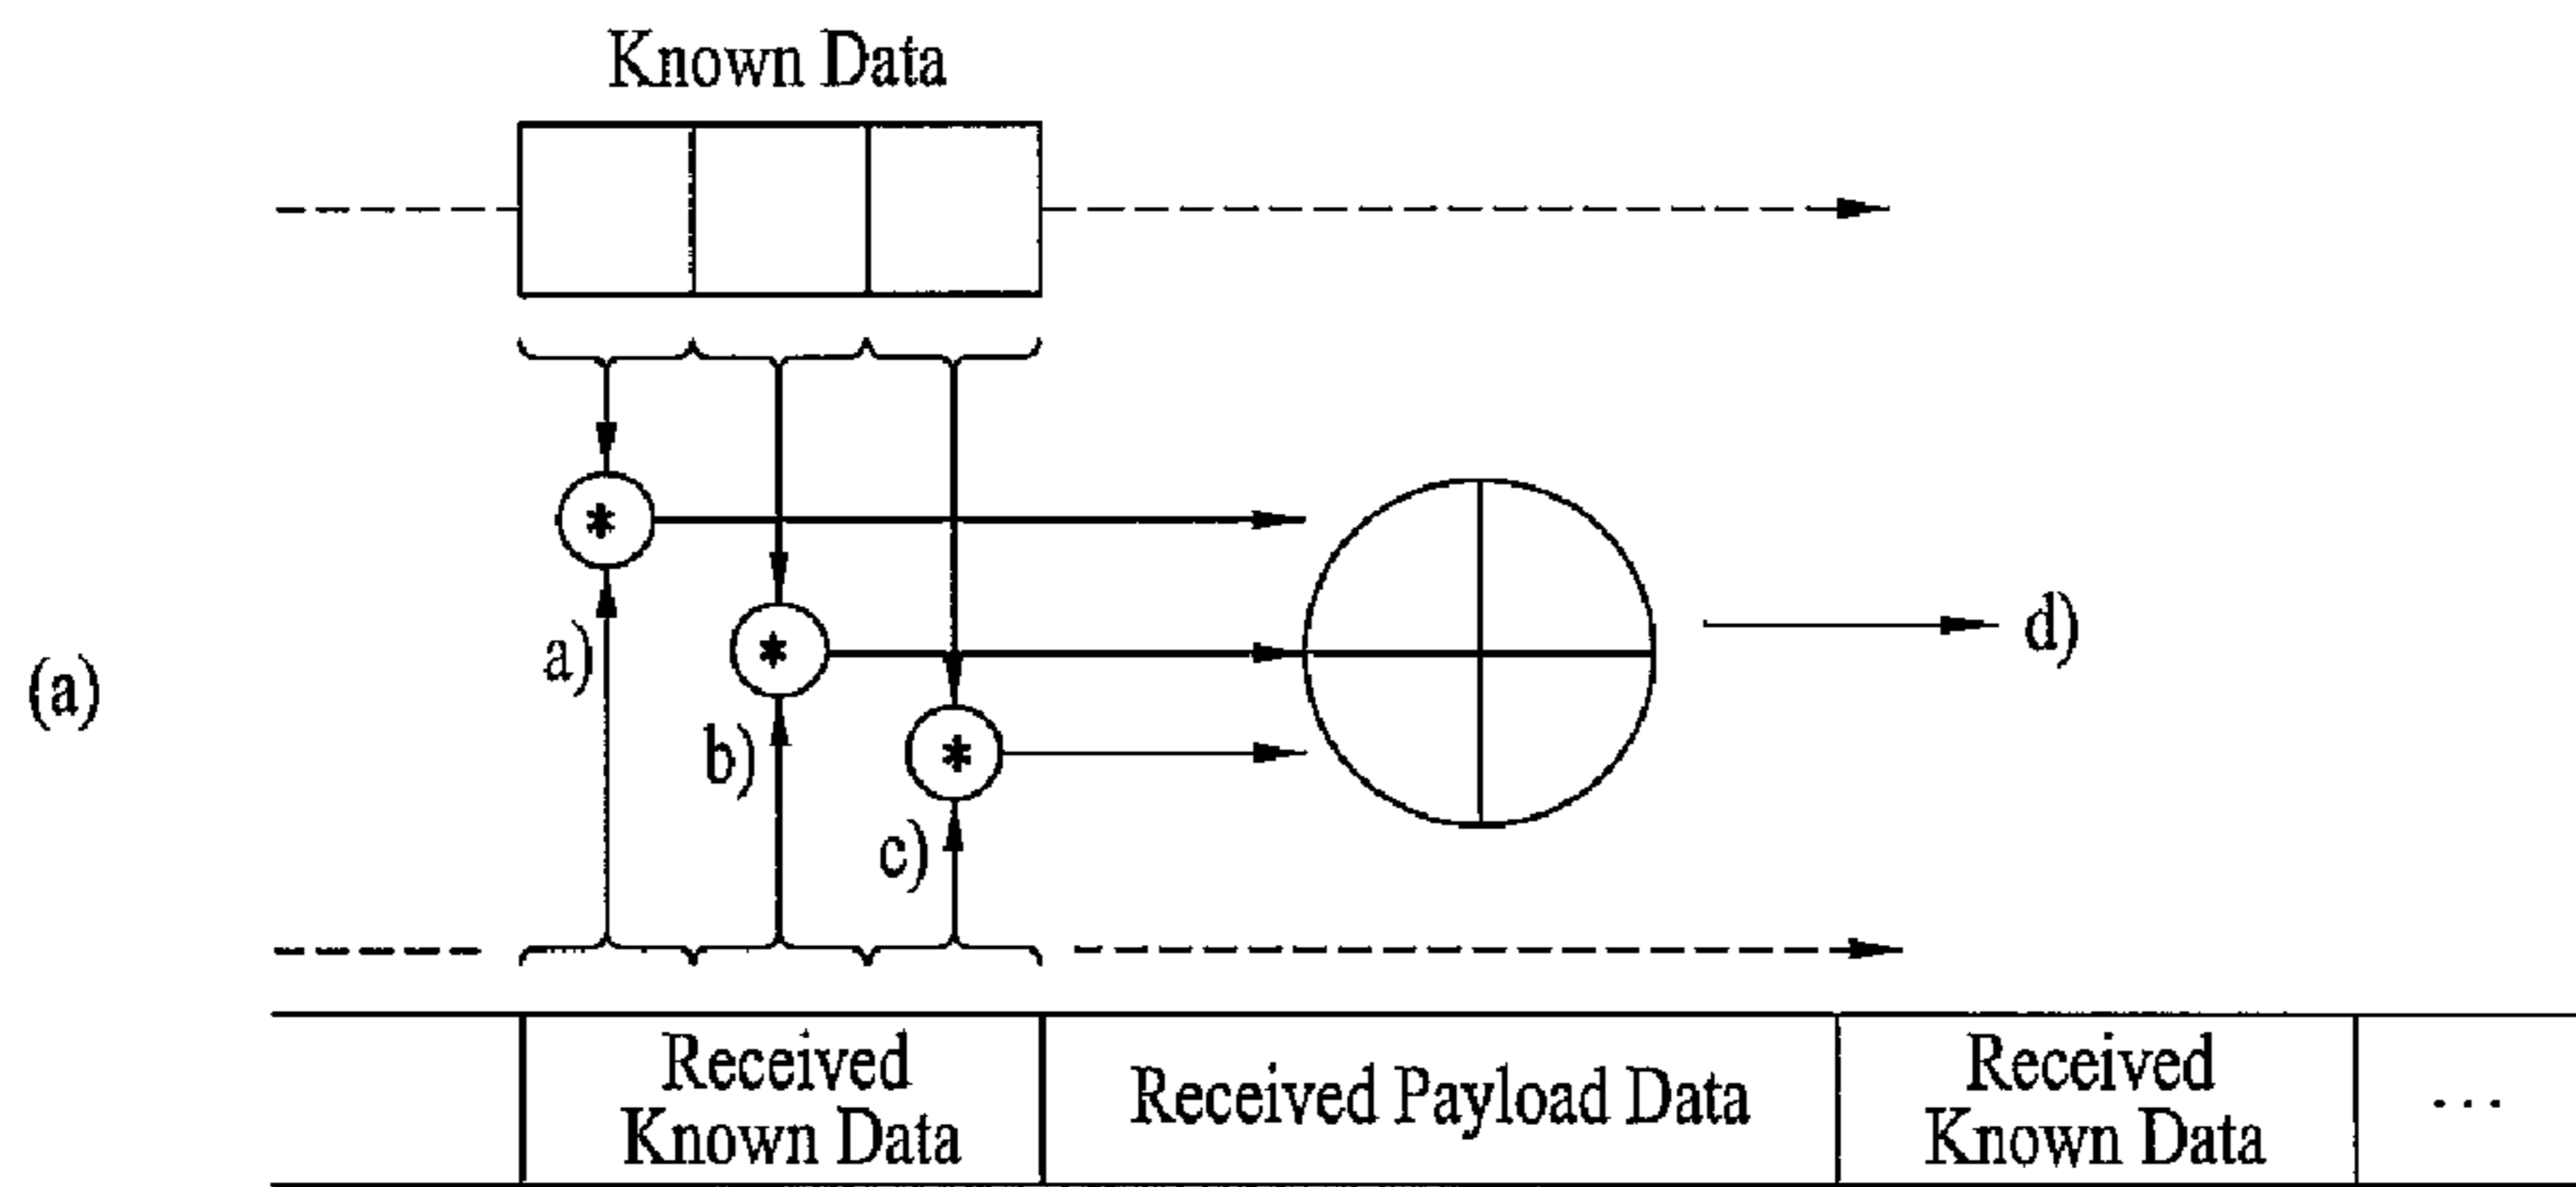 Known Data
*
a)
*
b)
*
c)
d)
(a)
Received
Known Data
Received Payload Data
Received
Known Data
...